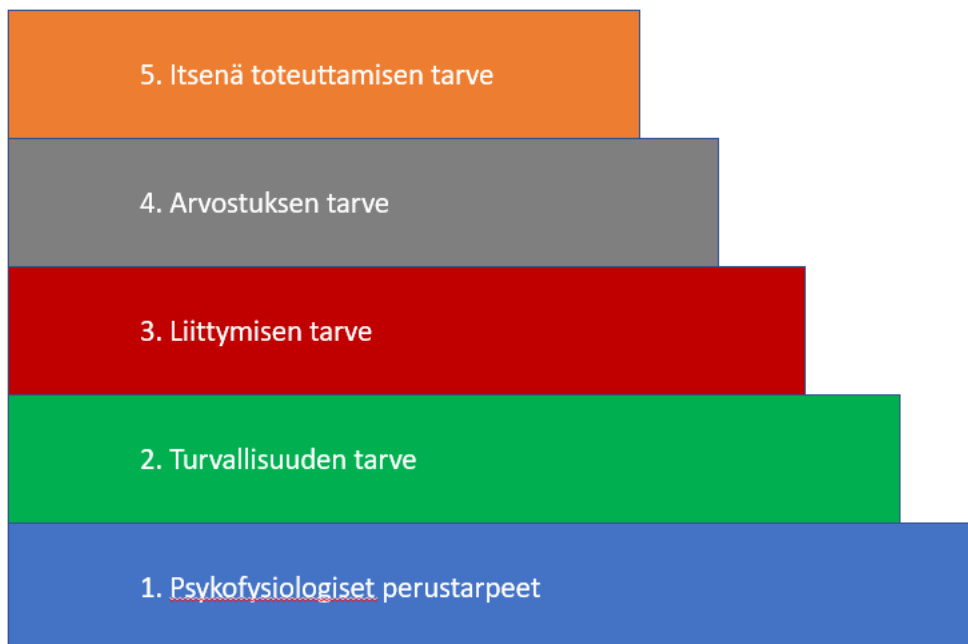 5. Itsenä toteuttamisen tarve
4. Arvostuksen tarve
3. Liittymisen tarve
2. Turvallisuuden tarve
1. Psykofysiologiset perustarpeet